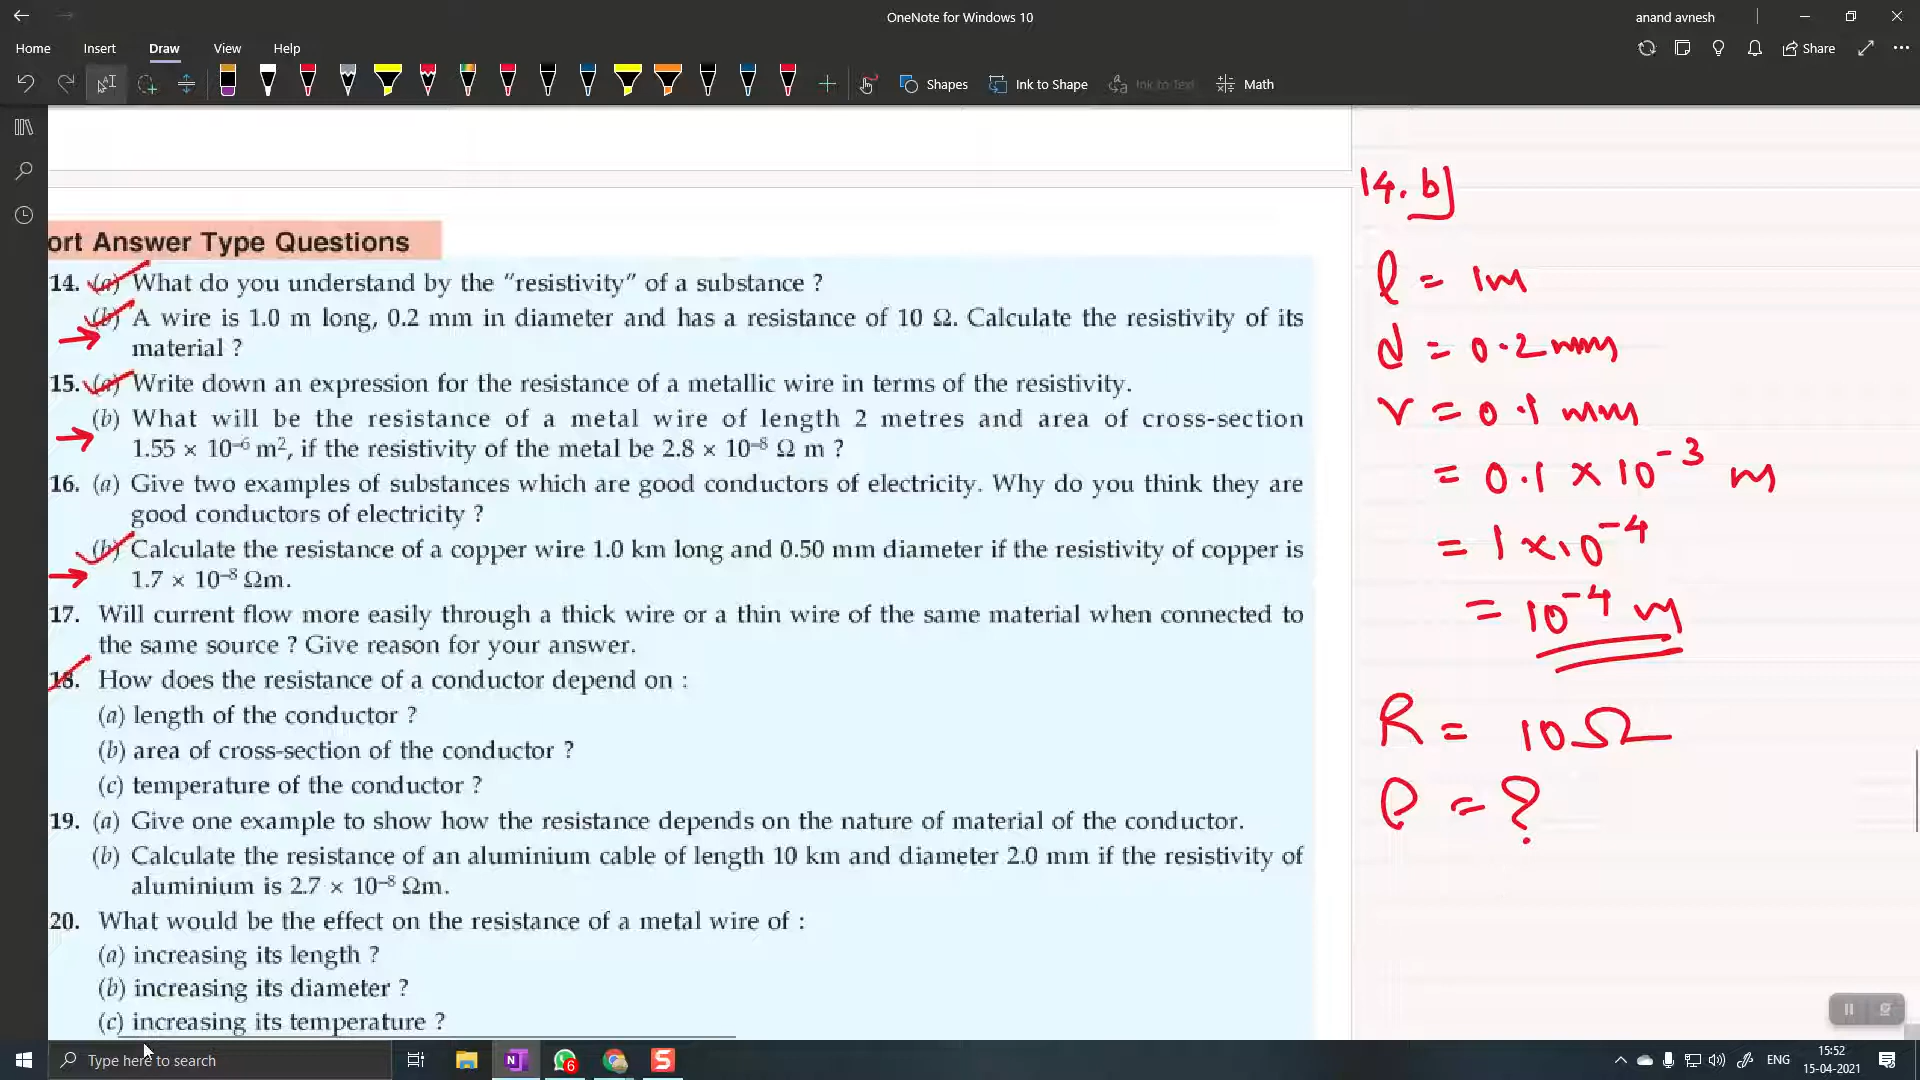 OneNote for Windows 10
anand avnesh
Home Insert Draw View Help
Share
Shapes
Ink to Shape
Ink to Text
Math
ort Answer Type Questions
14. (a) What do you understand by the “resistivity” of a substance ?
(b) A wire is 1.0 m long, 0.2 mm in diameter and has a resistance of 10 Ω. Calculate the resistivity of its
material ?
15. (a) Write down an expression for the resistance of a metallic wire in terms of the resistivity.
(b) What will be the resistance of a metal wire of length 2 metres and area of cross-section
1.55 × 10⁻⁶ m², if the resistivity of the metal be 2.8 × 10⁻⁸ Ω m ?
16. (a) Give two examples of substances which are good conductors of electricity. Why do you think they are
good conductors of electricity ?
(b) Calculate the resistance of a copper wire 1.0 km long and 0.50 mm diameter if the resistivity of copper is
1.7 × 10⁻⁸ Ωm.
17. Will current flow more easily through a thick wire or a thin wire of the same material when connected to
the same source ? Give reason for your answer.
18. How does the resistance of a conductor depend on :
(a) length of the conductor ?
(b) area of cross-section of the conductor ?
(c) temperature of the conductor ?
19. (a) Give one example to show how the resistance depends on the nature of material of the conductor.
(b) Calculate the resistance of an aluminium cable of length 10 km and diameter 2.0 mm if the resistivity of
aluminium is 2.7 × 10⁻⁸ Ωm.
20. What would be the effect on the resistance of a metal wire of :
(a) increasing its length ?
(b) increasing its diameter ?
(c) increasing its temperature ?
14. b]
l = 1m
d = 0.2mm
r = 0.1 mm
= 0.1 × 10⁻³ m
= 1 × 10⁻⁴
= 10⁻⁴ m
R = 10Ω
ρ = ?
Type here to search
6
ENG
15:52
15-04-2021